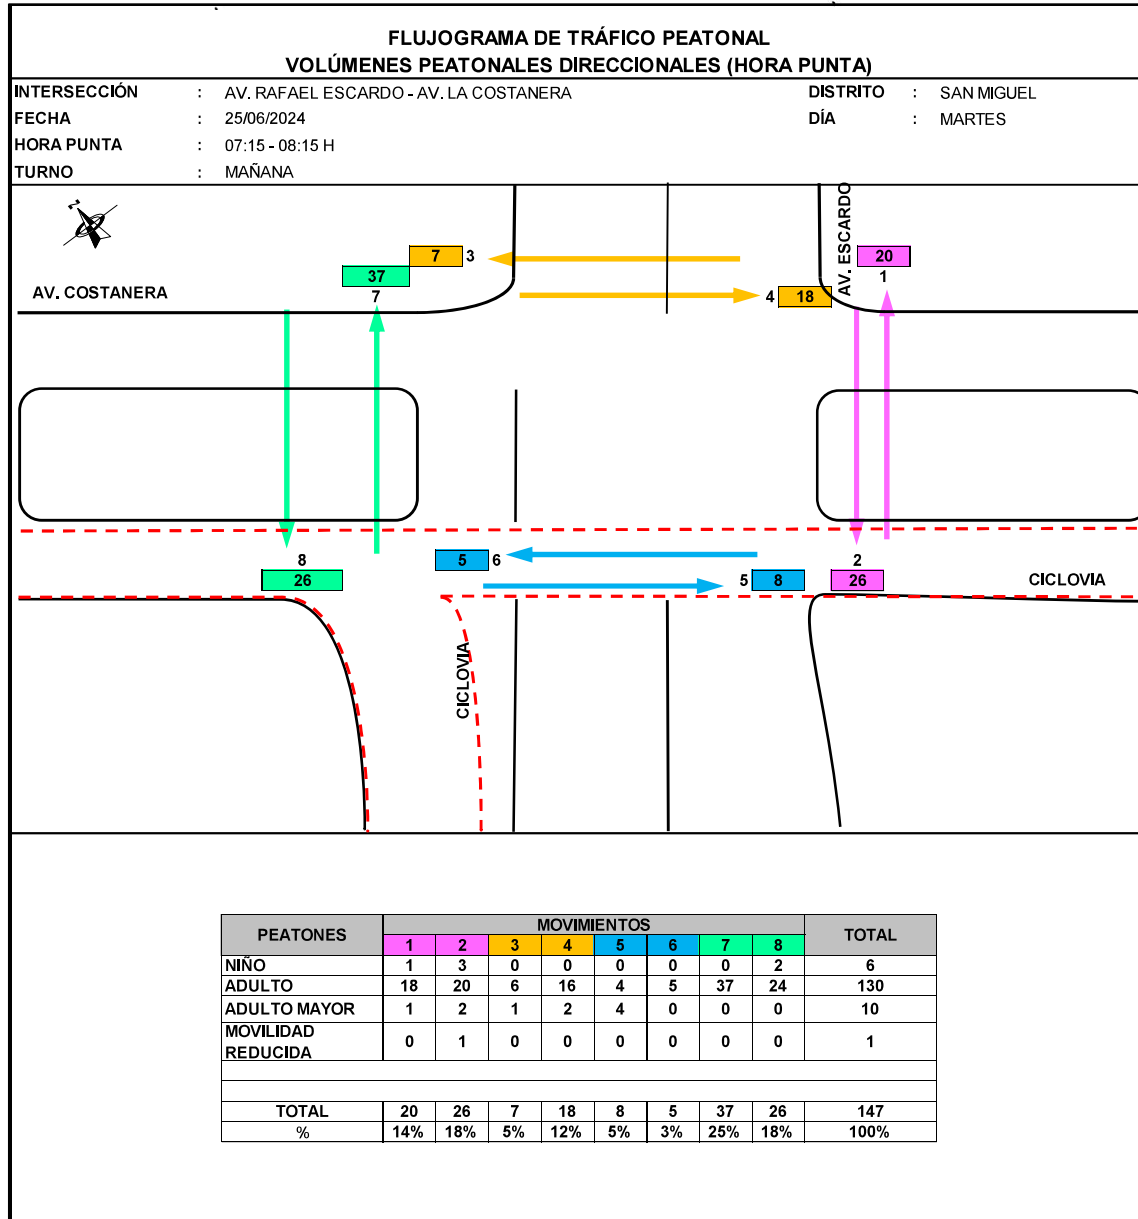 FLUJOGRAMA DE TRÁFICO PEATONAL
VOLÚMENES PEATONALES DIRECCIONALES (HORA PUNTA)
INTERSECCIÓN : AV. RAFAEL ESCARDO - AV. LA COSTANERA DISTRITO : SAN MIGUEL
FECHA : 25/06/2024 DÍA : MARTES
HORA PUNTA : 07:15 - 08:15 H
TURNO : MAÑANA
N
AV. ESCARDO
7 3
20
37
1
AV. COSTANERA
7
4 18
8
5 6
2
26
5 8
26
CICLOVIA
CICLOVIA
PEATONES MOVIMIENTOS TOTAL
1 2 3 4 5 6 7 8
NIÑO 1 3 0 0 0 0 0 2 6
ADULTO 18 20 6 16 4 5 37 24 130
ADULTO MAYOR 1 2 1 2 4 0 0 0 10
MOVILIDAD
REDUCIDA 0 1 0 0 0 0 0 0 1
TOTAL 20 26 7 18 8 5 37 26 147
% 14% 18% 5% 12% 5% 3% 25% 18% 100%